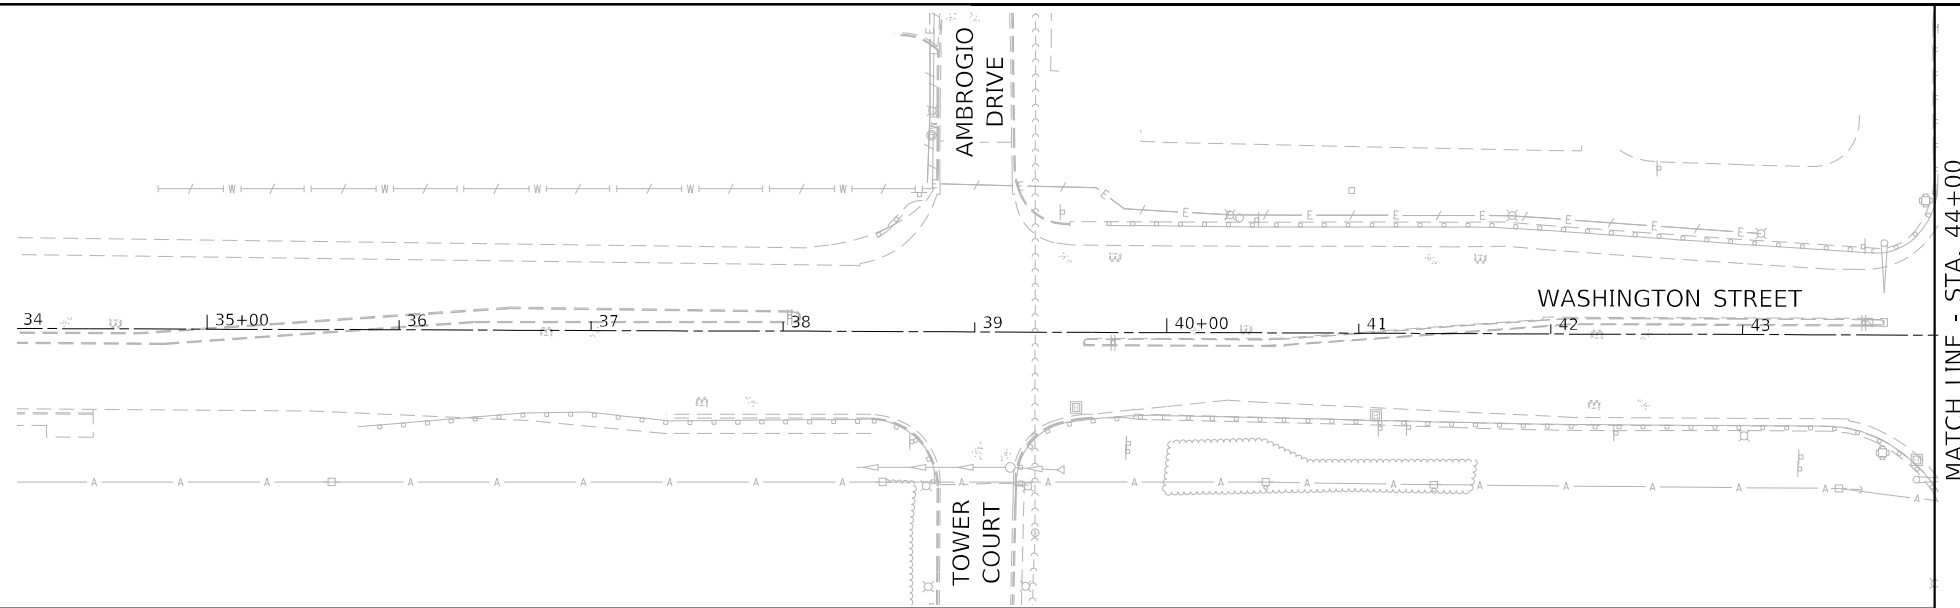 AMBROGIO
DRIVE
W W W W W
E
E
E E E E E E E
WASHINGTON STREET
34 35+00 36 37 38 39 40+00 41 42 43
MATCH LINE - STA. 44+00
A A A A A A A A A A A A A A A A A A A A A A
TOWER
COURT